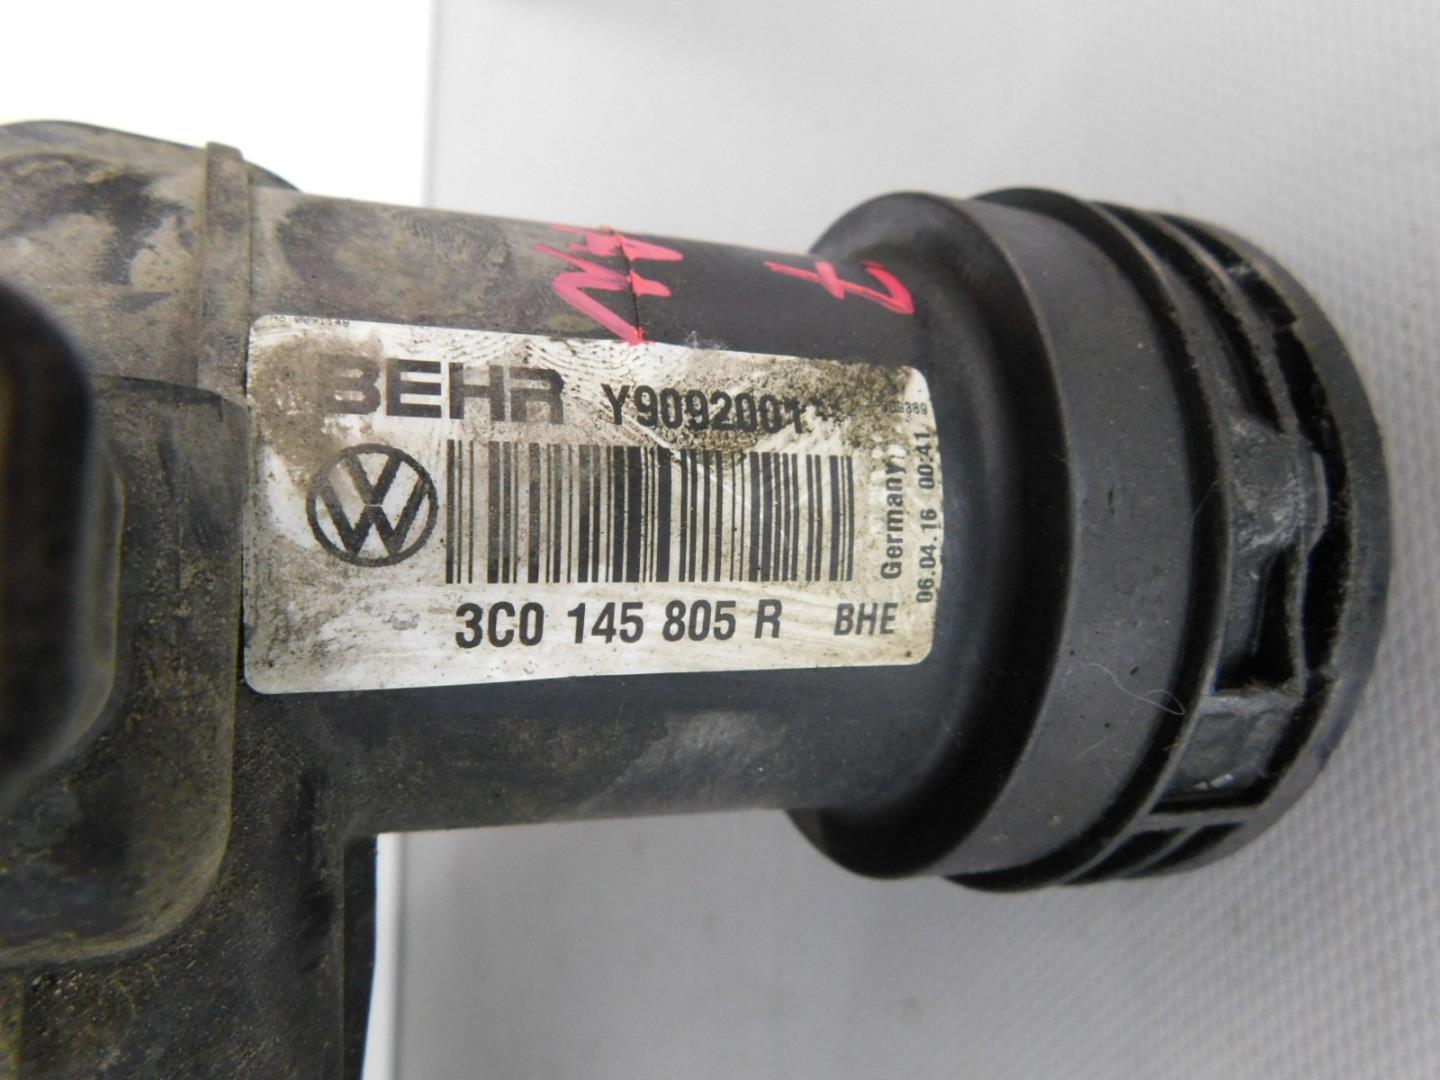 BEHR Y9092001
Germany
06.04.16 00:41
3C0 145 805 R BHE